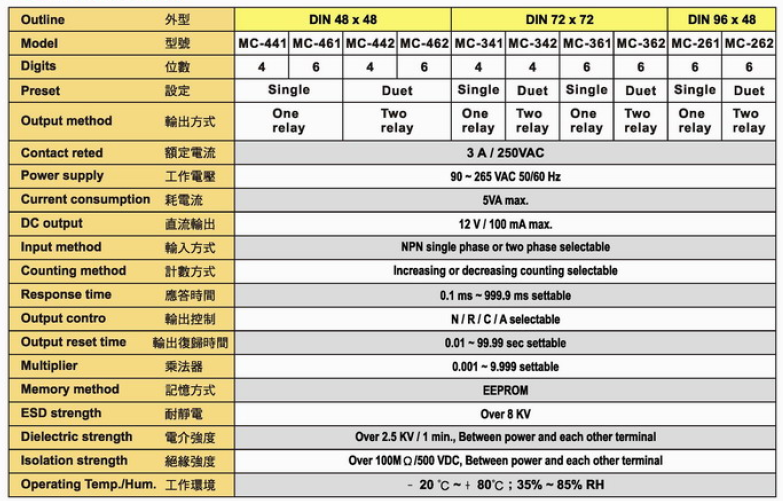 Outline 外型 DIN 48 x 48 DIN 72 x 72 DIN 96 x 48
Model 型號 MC-441 MC-461 MC-442 MC-462 MC-341 MC-342 MC-361 MC-362 MC-261 MC-262
Digits 位數 4 6 4 6 4 4 6 6 6 6
Preset 設定 Single Duet Single Duet Single Duet Single Duet
Output method 輸出方式 One relay Two relay One relay Two relay One relay Two relay One relay Two relay
Contact reted 額定電流 3 A / 250VAC
Power supply 工作電壓 90 ~ 265 VAC 50/60 Hz
Current consumption 耗電流 5VA max.
DC output 直流輸出 12 V / 100 mA max.
Input method 輸入方式 NPN single phase or two phase selectable
Counting method 計數方式 Increasing or decreasing counting selectable
Response time 應答時間 0.1 ms ~ 999.9 ms settable
Output contro 輸出控制 N / R / C / A selectable
Output reset time 輸出復歸時間 0.01 ~ 99.99 sec settable
Multiplier 乘法器 0.001 ~ 9.999 settable
Memory method 記憶方式 EEPROM
ESD strength 耐靜電 Over 8 KV
Dielectric strength 電介強度 Over 2.5 KV / 1 min., Between power and each other terminal
Isolation strength 絕緣強度 Over 100M Ω /500 VDC, Between power and each other terminal
Operating Temp./Hum. 工作環境 - 20 ℃ ~ + 80℃ ; 35% ~ 85% RH